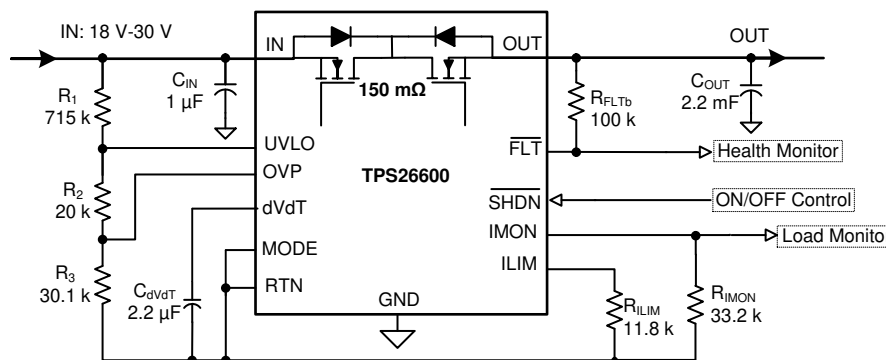 IN: 18 V-30 V
IN
OUT
OUT
CIN
1 µF
R1
715 k
150 mΩ
RFLTb
100 k
COUT
2.2 mF
UVLO
FLT
Health Monitor
OVP
TPS26600
R2
20 k
dVdT
SHDN
ON/OFF Control
MODE
IMON
Load Monito
R3
30.1 k
CdVdT
2.2 µF
RTN
ILIM
GND
RILIM
11.8 k
RIMON
33.2 k